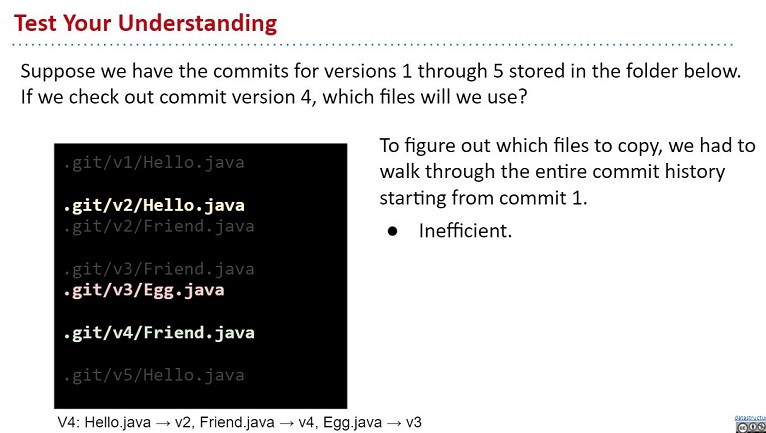 Test Your Understanding
Suppose we have the commits for versions 1 through 5 stored in the folder below.
If we check out commit version 4, which files will we use?
.git/v1/Hello.java
.git/v2/Hello.java
.git/v2/Friend.java
.git/v3/Friend.java
.git/v3/Egg.java
.git/v4/Friend.java
.git/v5/Hello.java
To figure out which files to copy, we had to
walk through the entire commit history
starting from commit 1.
● Inefficient.
V4: Hello.java → v2, Friend.java → v4, Egg.java → v3
datastructu